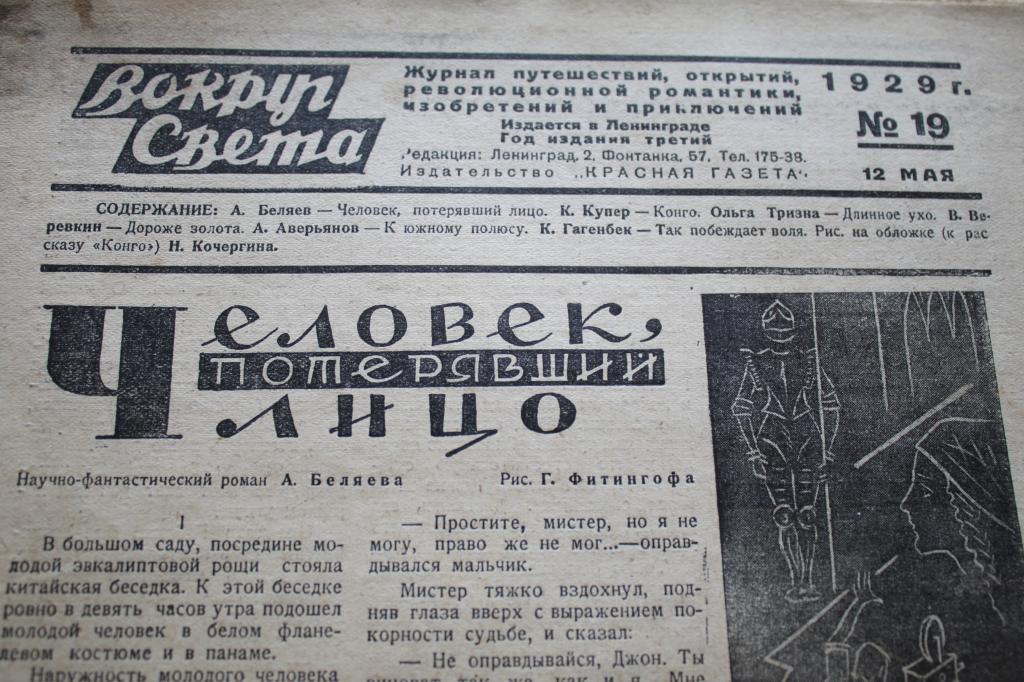 Вокруг
Света
Журнал путешествий, открытий,
революционной романтики,
изобретений и приключений
Издается в Ленинграде
Год издания третий
Редакция: Ленинград, 2, Фонтанка, 57, Тел. 175-38.
Издательство „КРАСНАЯ ГАЗЕТА"
1929 г.
№ 19
12 МАЯ
СОДЕРЖАНИЕ: А. Беляев — Человек, потерявший лицо. К. Купер — Конго. Ольга Тризна — Длинное ухо. В. Ве-
ревкин — Дороже золота. А. Аверьянов — К южному полюсу. К. Гагенбек — Так побеждает воля. Рис. на обложке (к рас
сказу «Конго») Н. Кочергина.
Человек,
потерявший
лицо
Научно-фантастический роман А. Беляева
Рис. Г. Фитингофа
I
В большом саду, посредине мо-
лодой эвкалиптовой рощи стояла
китайская беседка. К этой беседке
ровно в девять часов утра подошел
молодой человек в белом флане-
левом костюме и в панаме.
Наружность молодого человека
— Простите, мистер, но я не
могу, право же не мог...—оправ-
дывался мальчик.
Мистер тяжко вздохнул, под-
няв глаза вверх с выражением по-
корности судьбе, и сказал:
— Не оправдывайся, Джон. Ты
виноват так же, как и я. Мне